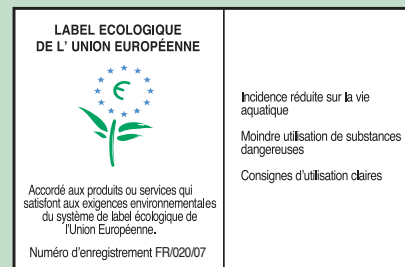 LABEL ECOLOGIQUE
DE L' UNION EUROPÉENNE
Accordé aux produits ou services qui
satisfont aux exigences environnementales
du système de label écologique de
l'Union Européenne.
Numéro d'enregistrement FR/020/07
Incidence réduite sur la vie
aquatique
Moindre utilisation de substances
dangereuses
Consignes d'utilisation claires